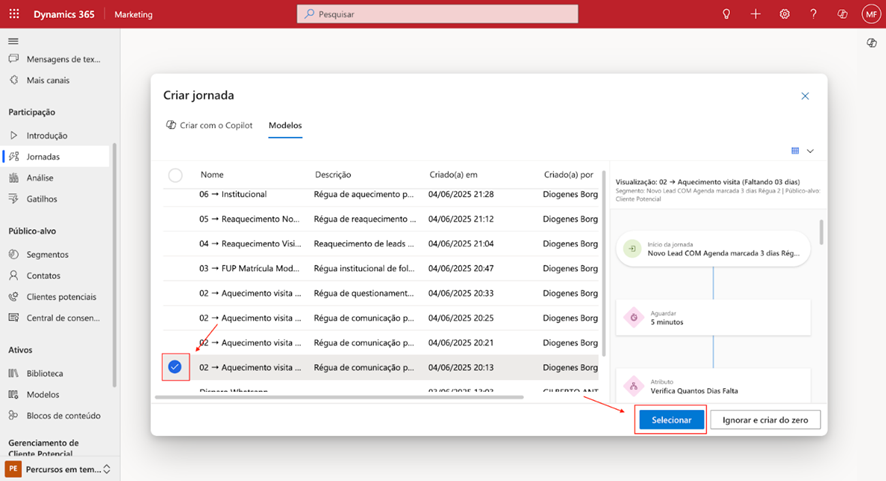 Dynamics 365
Marketing
Pesquisar
MF
Mensagens de tex...
Mais canais
Participação
Introdução
Jornadas
Análise
Gatilhos
Público-alvo
Segmentos
Contatos
Clientes potenciais
Central de consen...
Ativos
Biblioteca
Modelos
Blocos de conteúdo
Gerenciamento de
Cliente Potencial
PE Percursos em tem...
Criar jornada
Criar com o Copilot
Modelos
Nome Descrição Criado(a) em Criado(a) por
06 → Institucional Régua de aquecimento p... 04/06/2025 21:28 Diogenes Borg
05 → Reaquecimento No... Régua de reaquecimento ... 04/06/2025 21:12 Diogenes Borg
04 → Reaquecimento Visi... Reaquecimento de leads ... 04/06/2025 21:04 Diogenes Borg
03 → FUP Matrícula Mod... Régua institucional de fol... 04/06/2025 20:47 Diogenes Borg
02 → Aquecimento visita ... Régua de questionament... 04/06/2025 20:33 Diogenes Borg
02 → Aquecimento visita ... Régua de comunicação p... 04/06/2025 20:25 Diogenes Borg
02 → Aquecimento visita ... Régua de comunicação p... 04/06/2025 20:21 Diogenes Borg
02 → Aquecimento visita ... Régua de comunicação p... 04/06/2025 20:13 Diogenes Borg
Disparo Whatsapp GILBERTO ANT
Visualização: 02 → Aquecimento visita (Faltando 03 dias)
Segmento: Novo Lead COM Agenda marcada 3 dias Régua 2 | Público-alvo:
Cliente Potencial
Início da jornada
Novo Lead COM Agenda marcada 3 dias Rég...
Aguardar
5 minutos
Atributo
Verifica Quantos Dias Falta
Selecionar
Ignorar e criar do zero